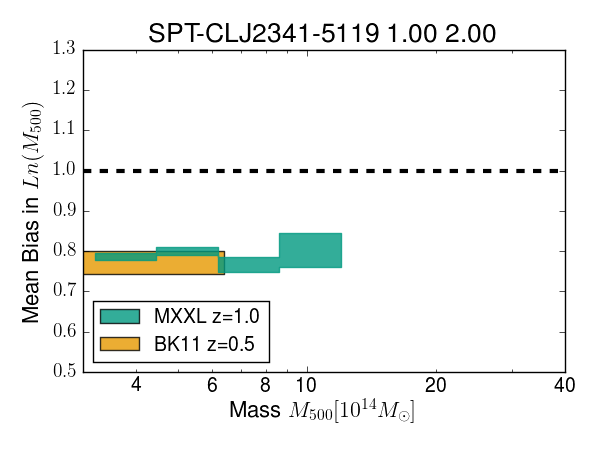 SPT-CLJ2341-5119 1.00 2.00
Mean Bias in Ln(M500)
1.3
1.2
1.1
1.0
0.9
0.8
0.7
0.6
0.5
MXXL z=1.0
BK11 z=0.5
4 6 8 10 20 40
Mass M500[10^14 M⊙]